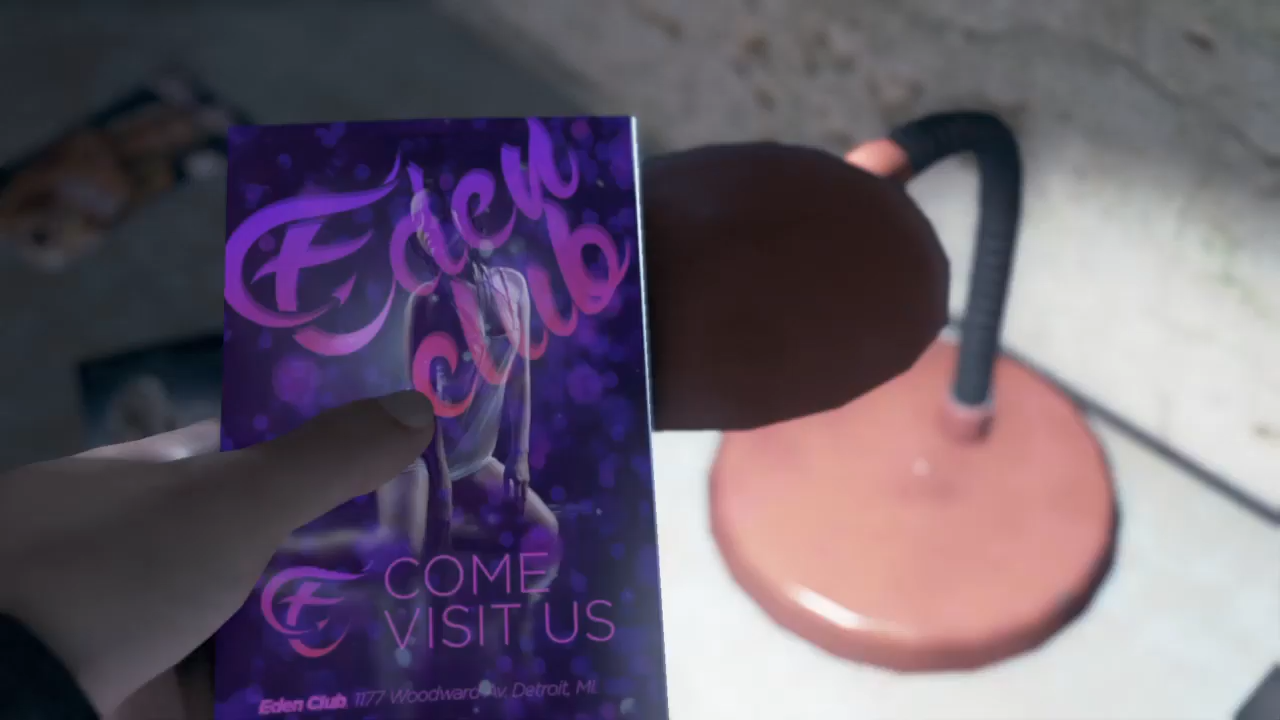 Eden
club
COME
VISIT US
Eden Club 1177 Woodward Av. Detroit, MI.